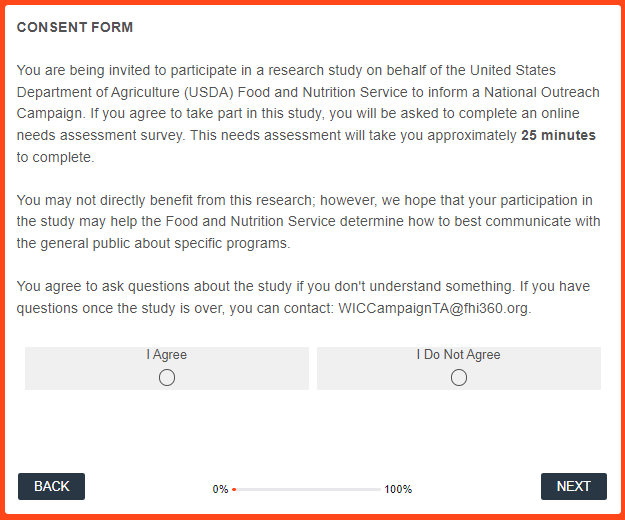 CONSENT FORM
You are being invited to participate in a research study on behalf of the United States
Department of Agriculture (USDA) Food and Nutrition Service to inform a National Outreach
Campaign. If you agree to take part in this study, you will be asked to complete an online
needs assessment survey. This needs assessment will take you approximately 25 minutes
to complete.
You may not directly benefit from this research; however, we hope that your participation in
the study may help the Food and Nutrition Service determine how to best communicate with
the general public about specific programs.
You agree to ask questions about the study if you don't understand something. If you have
questions once the study is over, you can contact: WICCampaignTA@fhi360.org.
I Agree
I Do Not Agree
BACK
0%
100%
NEXT